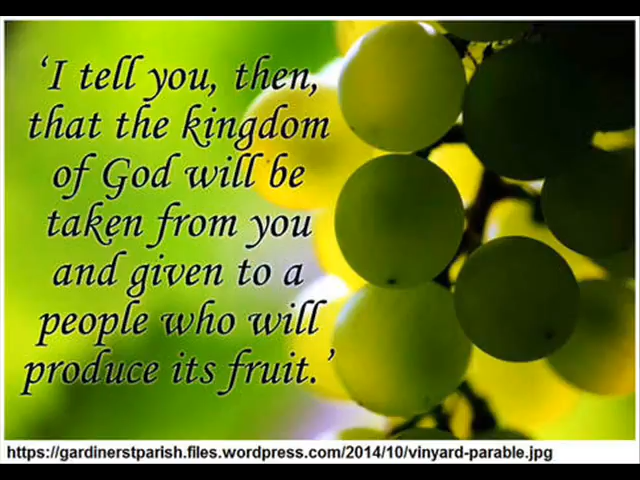 ‘I tell you, then,
that the kingdom
of God will be
taken from you
and given to a
people who will
produce its fruit.’
https://gardinerstparish.files.wordpress.com/2014/10/vinyard-parable.jpg